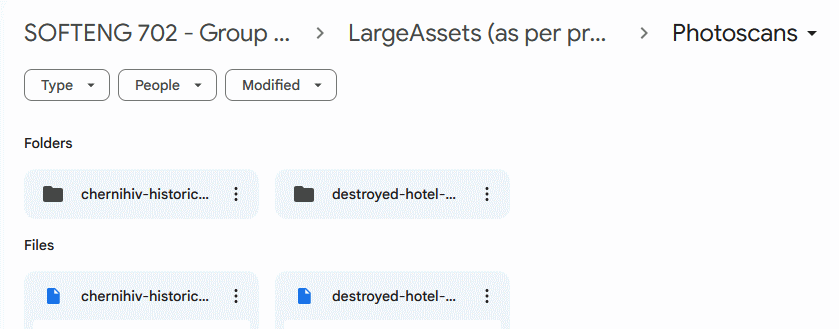 SOFTENG 702 - Group ... > LargeAssets (as per pr... > Photoscans
Type People Modified
Folders
chernihiv-historic... destroyed-hotel-...
Files
chernihiv-historic... destroyed-hotel-...